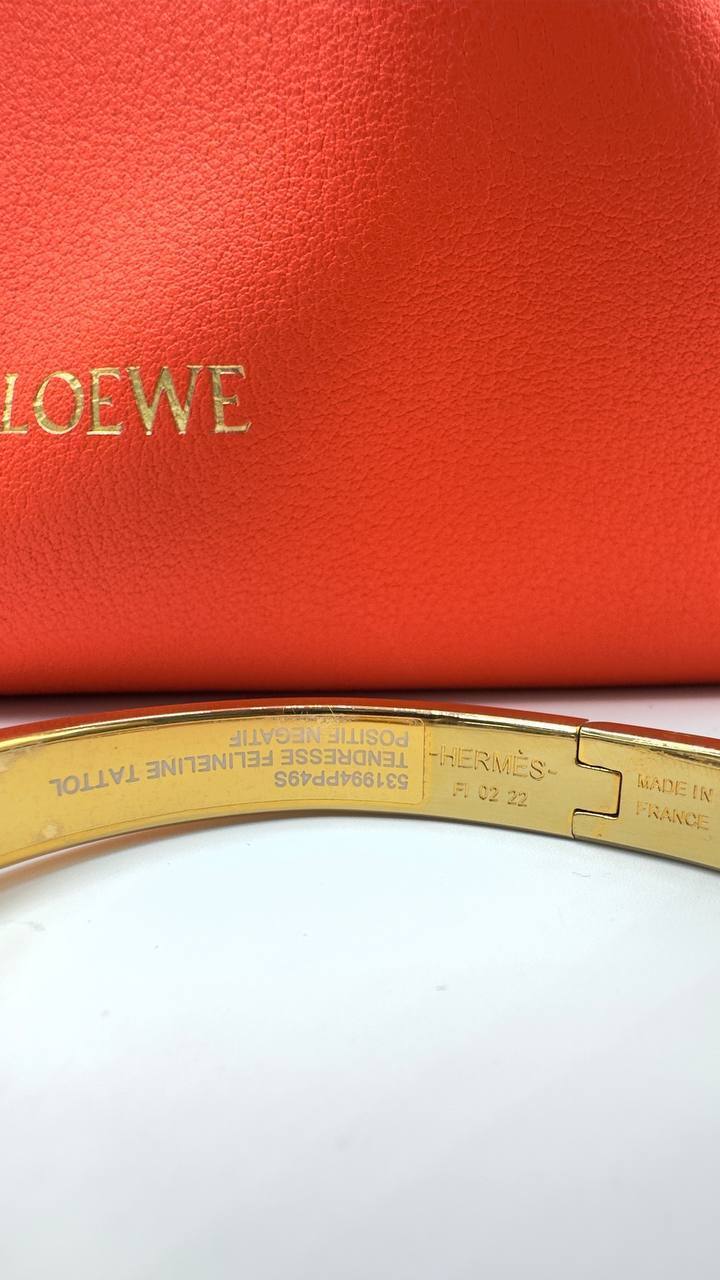 LOEWE
531994PP49S
TENDRESSE FELINELINE TATTOL
POSITIF NEGATIF
-HERMÈS-
FI 02 22
MADE IN
FRANCE